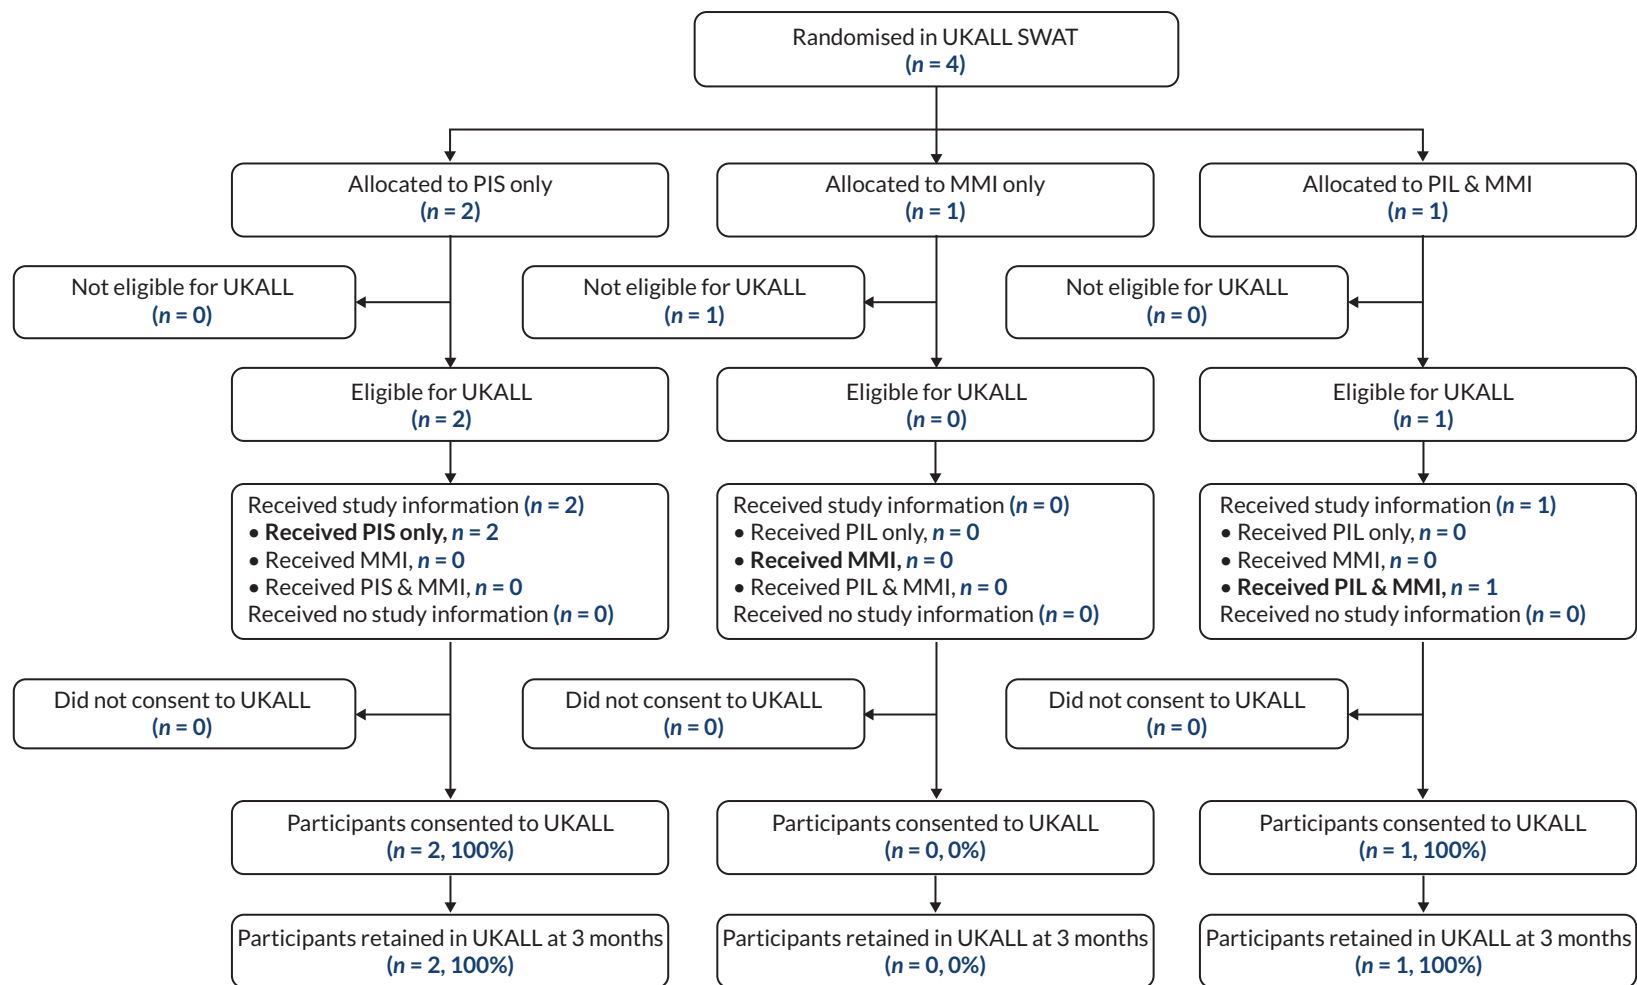 Randomised in UKALL SWAT
(n = 4)
Allocated to PIS only
(n = 2)
Allocated to MMI only
(n = 1)
Allocated to PIL & MMI
(n = 1)
Not eligible for UKALL
(n = 0)
Not eligible for UKALL
(n = 1)
Not eligible for UKALL
(n = 0)
Eligible for UKALL
(n = 2)
Eligible for UKALL
(n = 0)
Eligible for UKALL
(n = 1)
Received study information (n = 2)
• Received PIS only, n = 2
• Received MMI, n = 0
• Received PIS & MMI, n = 0
Received no study information (n = 0)
Received study information (n = 0)
• Received PIL only, n = 0
• Received MMI, n = 0
• Received PIL & MMI, n = 0
Received no study information (n = 0)
Received study information (n = 1)
• Received PIL only, n = 0
• Received MMI, n = 0
• Received PIL & MMI, n = 1
Received no study information (n = 0)
Did not consent to UKALL
(n = 0)
Did not consent to UKALL
(n = 0)
Did not consent to UKALL
(n = 0)
Participants consented to UKALL
(n = 2, 100%)
Participants consented to UKALL
(n = 0, 0%)
Participants consented to UKALL
(n = 1, 100%)
Participants retained in UKALL at 3 months
(n = 2, 100%)
Participants retained in UKALL at 3 months
(n = 0, 0%)
Participants retained in UKALL at 3 months
(n = 1, 100%)